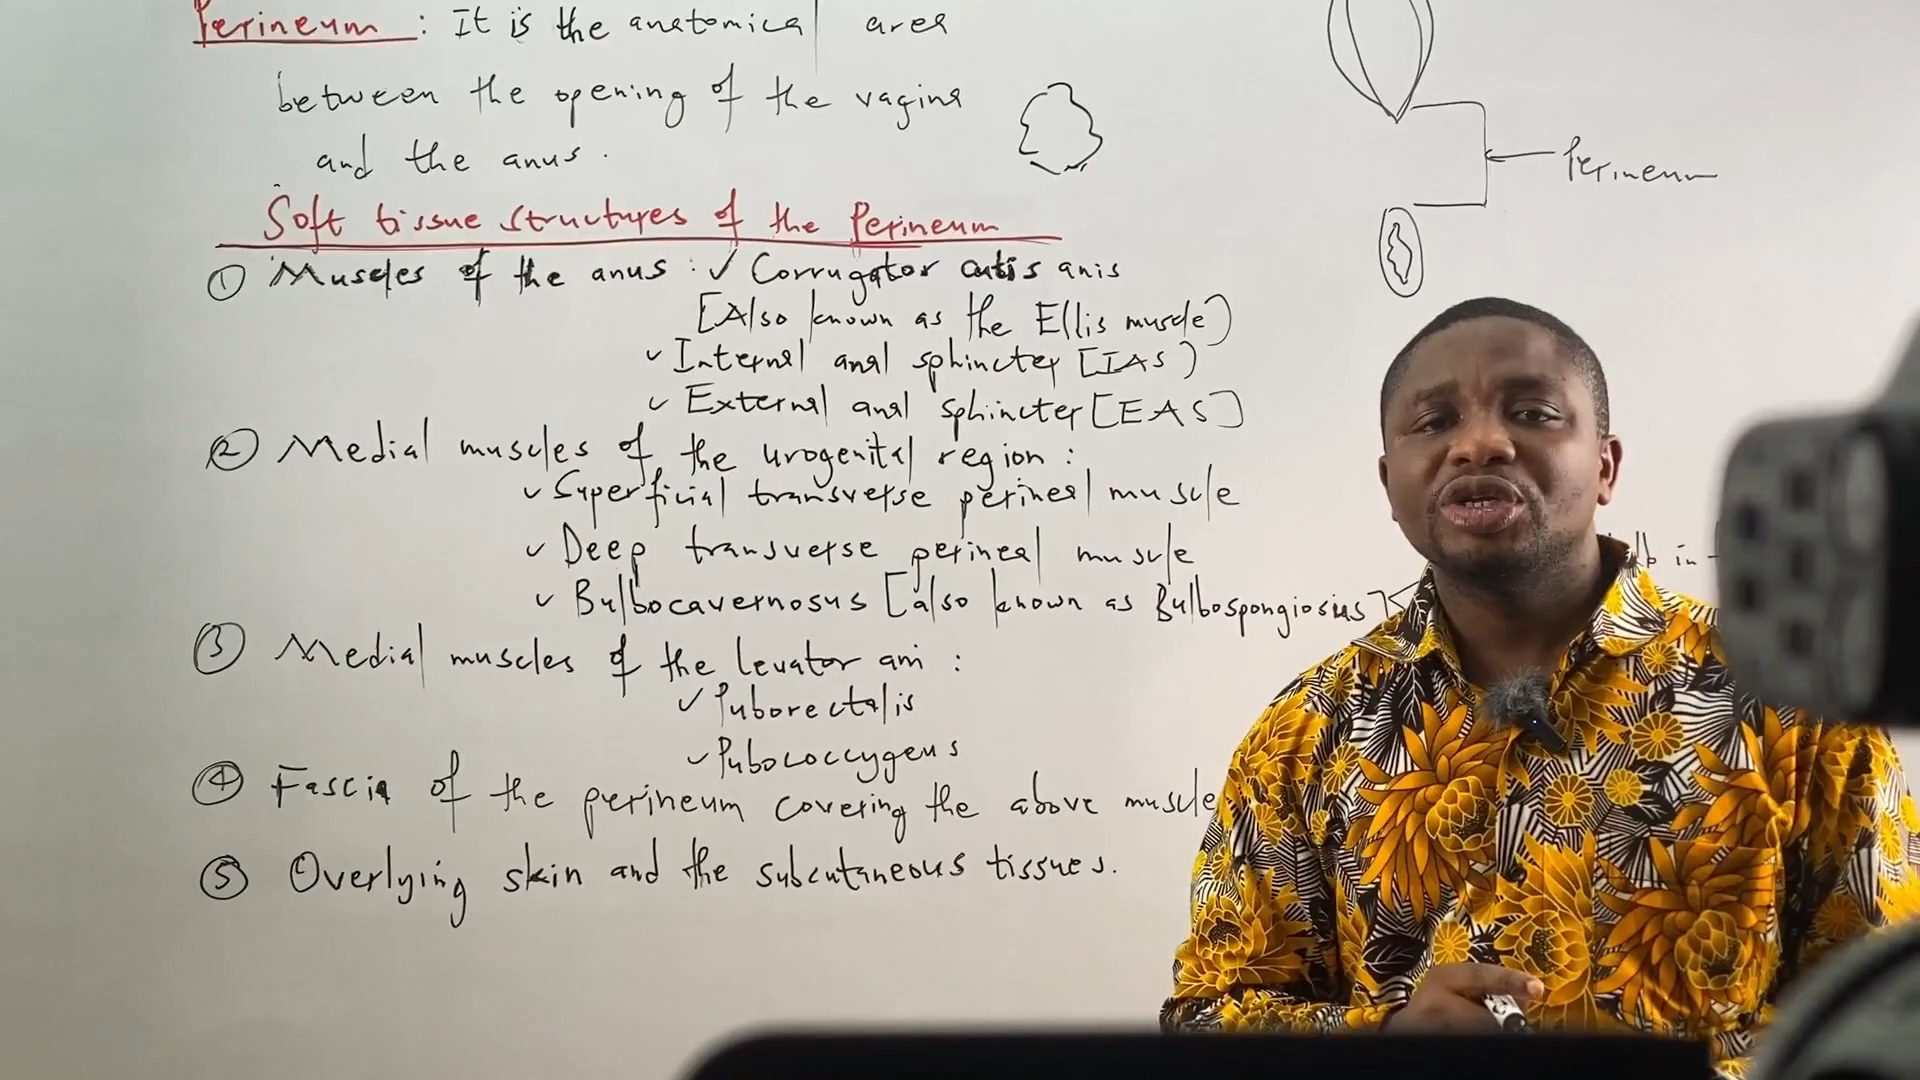 Perineum : It is the anatomical area
between the opening of the vagina
and the anus.
Perineum
Soft tissue structures of the Perineum
① Muscles of the anus : ✓ Corrugator cutis anis
[Also known as the Ellis muscle)
✓ Internal anal sphincter [IAS)
✓ External anal sphincter [EAS]
② Medial muscles of the urogenital region :
✓ Superficial transverse perineal muscle
✓ Deep transverse perineal muscle
✓ Bulbocavernosus [also known as Bulbospongiosius]
in
③ Medial muscles of the levator ani :
✓ Puborectalis
✓ Pubococcygeus
④ Fascia of the perineum covering the above muscle
⑤ Overlying skin and the subcutaneous tissues.